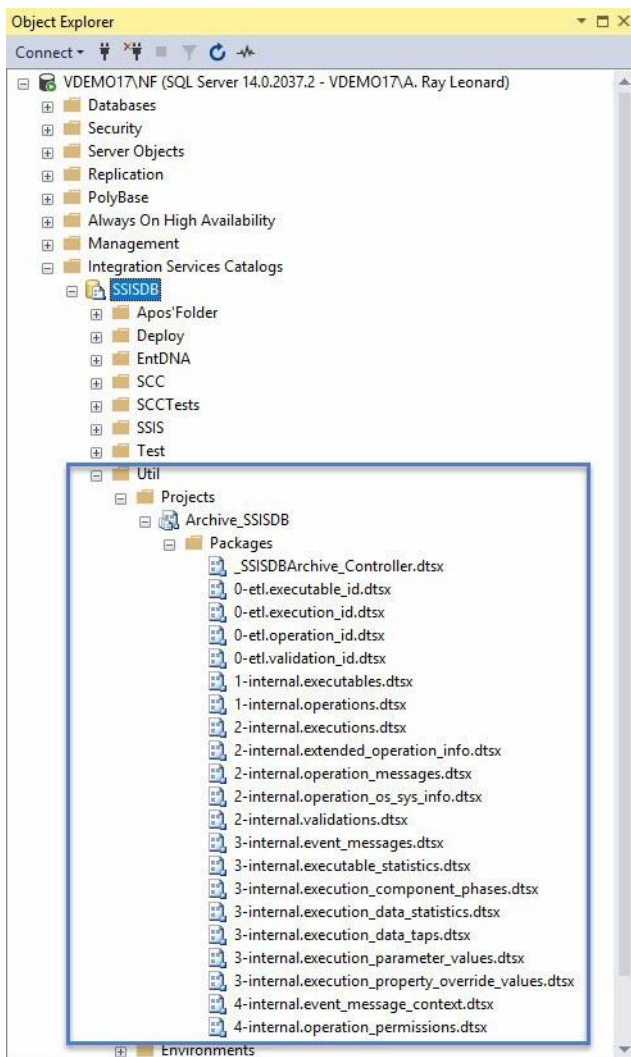 Object Explorer
Connect
VDEMO17\NF (SQL Server 14.0.2037.2 - VDEMO17\A. Ray Leonard)
Databases
Security
Server Objects
Replication
PolyBase
Always On High Availability
Management
Integration Services Catalogs
SSISDB
Apos'Folder
Deploy
EntDNA
SCC
SCCTests
SSIS
Test
Util
Projects
Archive_SSISDB
Packages
_SSISDBArchive_Controller.dtsx
0-etl.executable_id.dtsx
0-etl.execution_id.dtsx
0-etl.operation_id.dtsx
0-etl.validation_id.dtsx
1-internal.executables.dtsx
1-internal.operations.dtsx
2-internal.executions.dtsx
2-internal.extended_operation_info.dtsx
2-internal.operation_messages.dtsx
2-internal.operation_os_sys_info.dtsx
2-internal.validations.dtsx
3-internal.event_messages.dtsx
3-internal.executable_statistics.dtsx
3-internal.execution_component_phases.dtsx
3-internal.execution_data_statistics.dtsx
3-internal.execution_data_taps.dtsx
3-internal.execution_parameter_values.dtsx
3-internal.execution_property_override_values.dtsx
4-internal.event_message_context.dtsx
4-internal.operation_permissions.dtsx
Environments